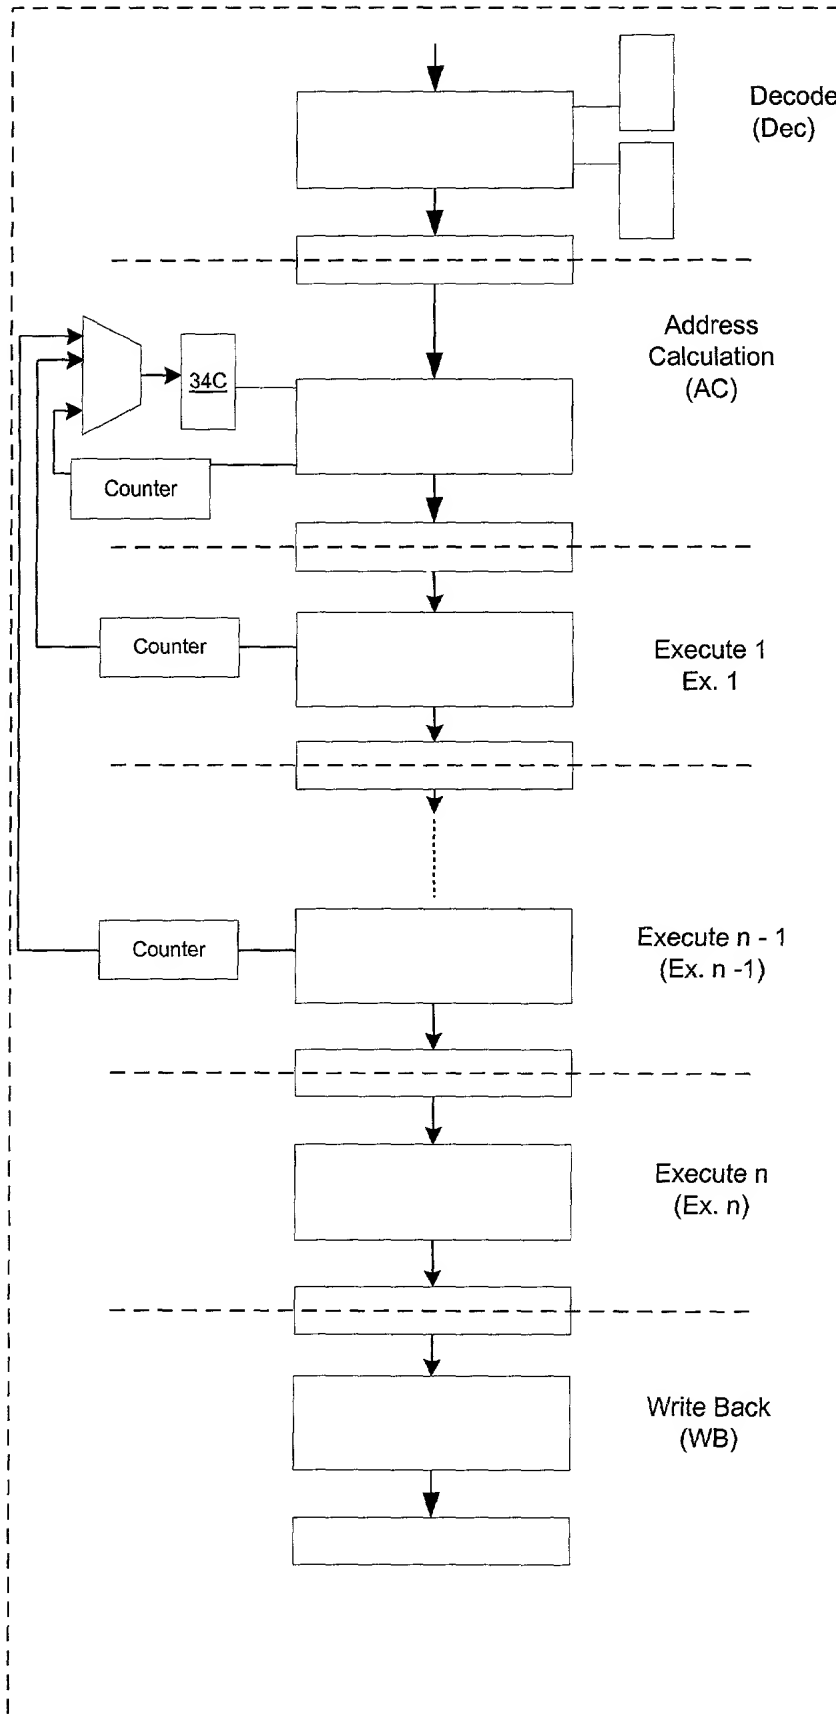 Decode
(Dec)
Address
Calculation
(AC)
34C
Counter
Counter
Execute 1
Ex. 1
Counter
Execute n - 1
(Ex. n -1)
Execute n
(Ex. n)
Write Back
(WB)